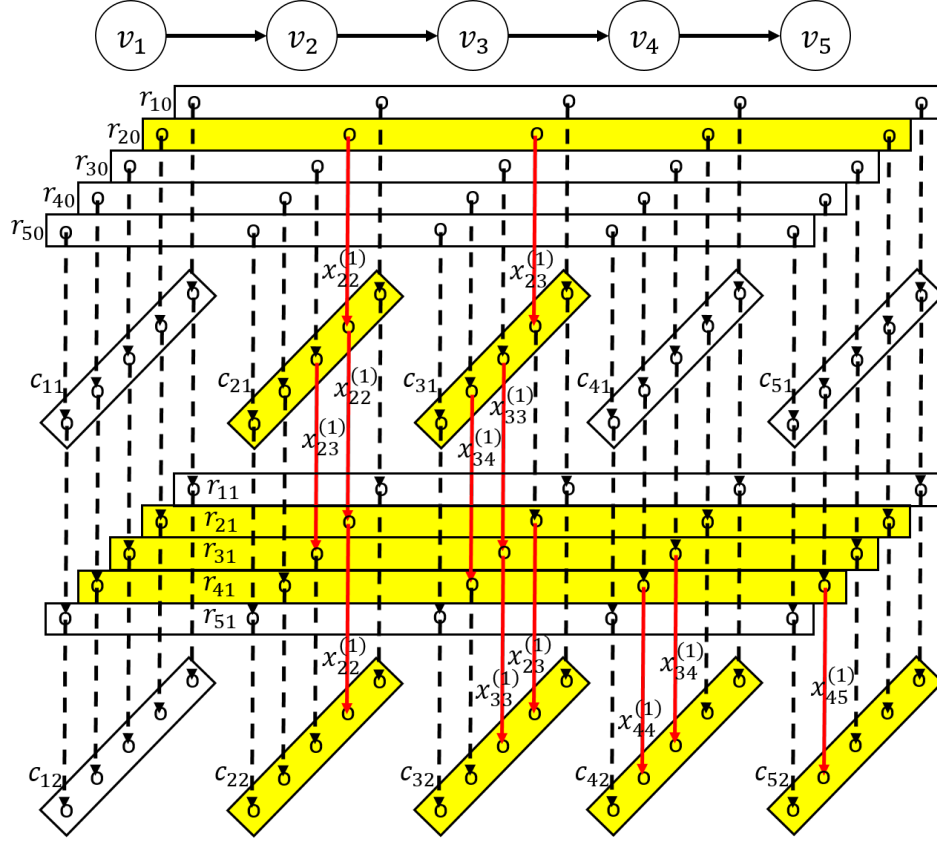 v₁ v₂ v₃ v₄ v₅
r₁₀
r₂₀
r₃₀
r₄₀
r₅₀
x₂₂⁽¹⁾ x₂₃⁽¹⁾
c₁₁ c₂₁ x₂₂⁽¹⁾ c₃₁ x₃₃⁽¹⁾ c₄₁ c₅₁
x₂₃⁽¹⁾ x₃₄⁽¹⁾
r₁₁
r₂₁
r₃₁
r₄₁
r₅₁
x₂₂⁽¹⁾ x₃₃⁽¹⁾ x₂₃⁽¹⁾ x₄₄⁽¹⁾ x₃₄⁽¹⁾ x₄₅⁽¹⁾
c₁₂ c₂₂ c₃₂ c₄₂ c₅₂